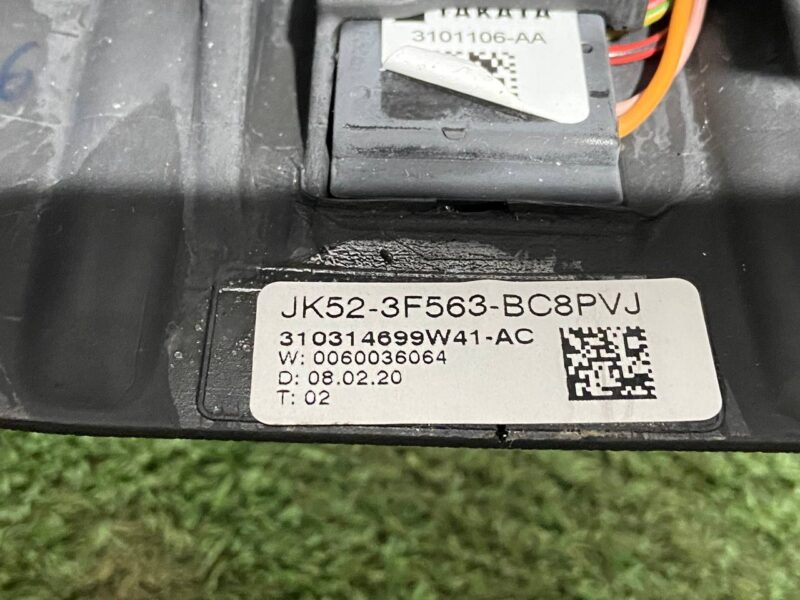 TAKATA
3101106-AA
JK52-3F563-BC8PVJ
310314699W41-AC
W: 0060036064
D: 08.02.20
T: 02